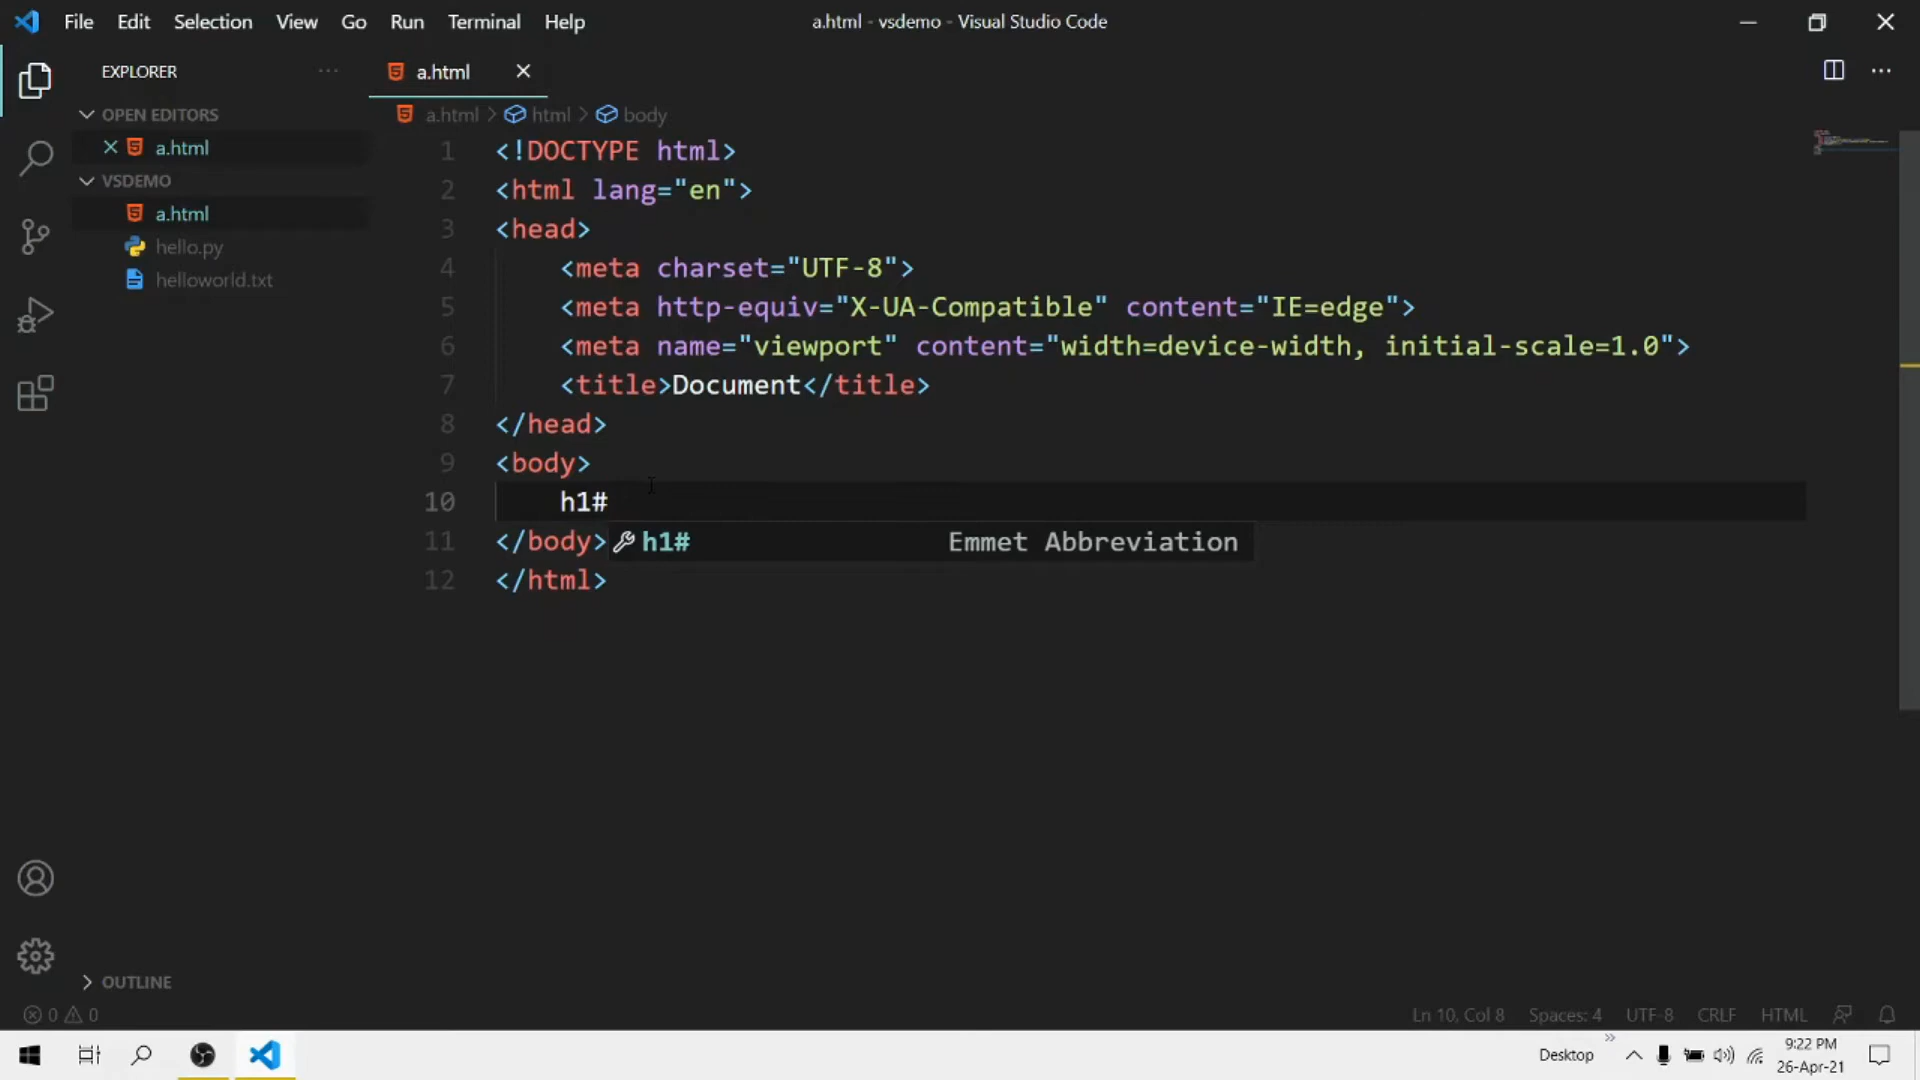 File Edit Selection View Go Run Terminal Help
a.html - vsdemo - Visual Studio Code
EXPLORER
OPEN EDITORS
a.html
VSDEMO
a.html
hello.py
helloworld.txt
OUTLINE
a.html
a.html > html > body
1 <!DOCTYPE html>
2 <html lang="en">
3 <head>
4 <meta charset="UTF-8">
5 <meta http-equiv="X-UA-Compatible" content="IE=edge">
6 <meta name="viewport" content="width=device-width, initial-scale=1.0">
7 <title>Document</title>
8 </head>
9 <body>
10 h1#
11 </body>
h1# Emmet Abbreviation
12 </html>
0 0
Ln 10, Col 8 Spaces: 4 UTF-8 CRLF HTML
Desktop
9:22 PM
26-Apr-21